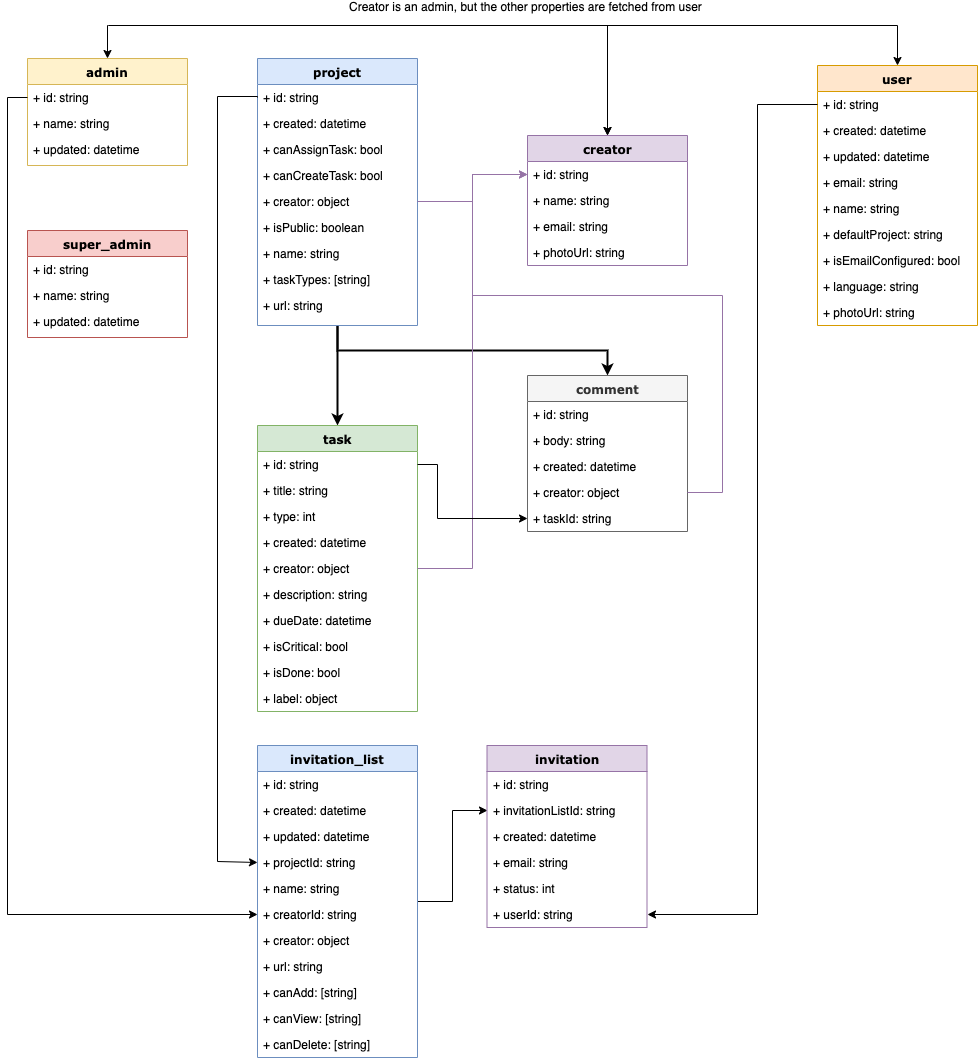 Creator is an admin, but the other properties are fetched from user
admin
+ id: string
+ name: string
+ updated: datetime
super_admin
+ id: string
+ name: string
+ updated: datetime
project
+ id: string
+ created: datetime
+ canAssignTask: bool
+ canCreateTask: bool
+ creator: object
+ isPublic: boolean
+ name: string
+ taskTypes: [string]
+ url: string
creator
+ id: string
+ name: string
+ email: string
+ photoUrl: string
user
+ id: string
+ created: datetime
+ updated: datetime
+ email: string
+ name: string
+ defaultProject: string
+ isEmailConfigured: bool
+ language: string
+ photoUrl: string
comment
+ id: string
+ body: string
+ created: datetime
+ creator: object
+ taskId: string
task
+ id: string
+ title: string
+ type: int
+ created: datetime
+ creator: object
+ description: string
+ dueDate: datetime
+ isCritical: bool
+ isDone: bool
+ label: object
invitation_list
+ id: string
+ created: datetime
+ updated: datetime
+ projectId: string
+ name: string
+ creatorId: string
+ creator: object
+ url: string
+ canAdd: [string]
+ canView: [string]
+ canDelete: [string]
invitation
+ id: string
+ invitationListId: string
+ created: datetime
+ email: string
+ status: int
+ userId: string